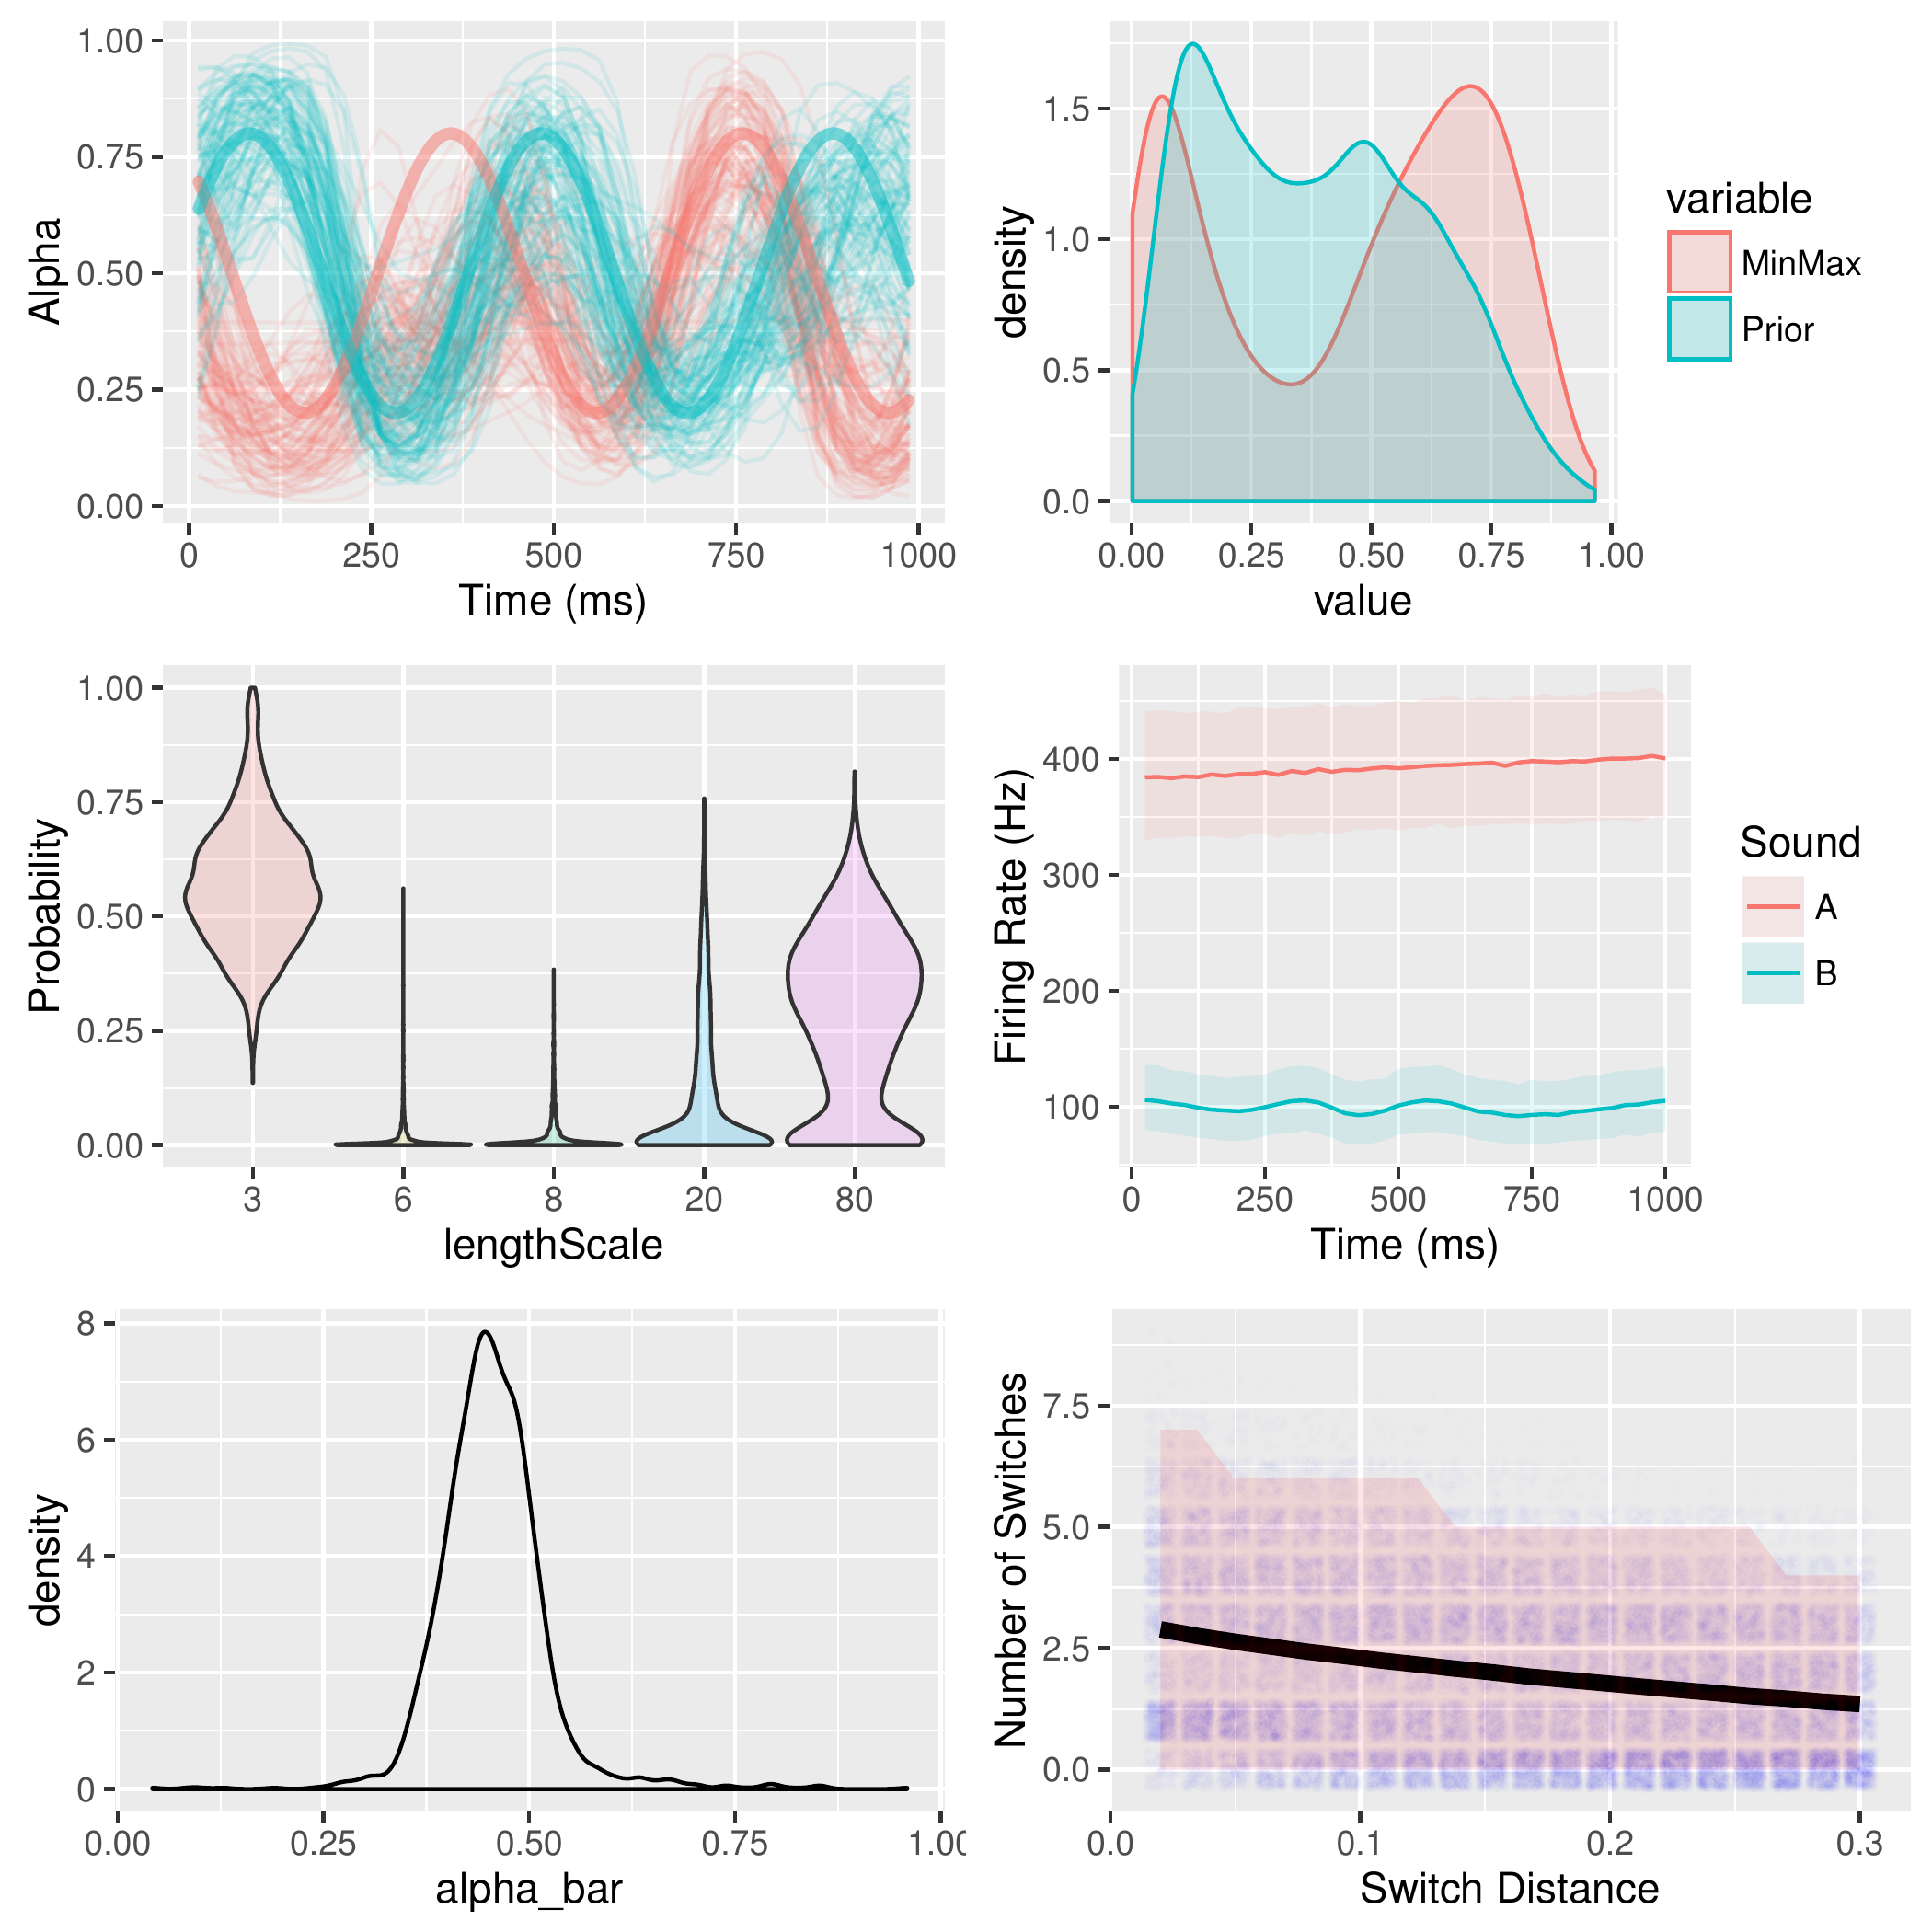 Alpha
1.00
0.75
0.50
0.25
0.00
0 250 500 750 1000
Time (ms)
density
1.5
1.0
0.5
0.0
0.00 0.25 0.50 0.75 1.00
value
variable
MinMax
Prior
Probability
1.00
0.75
0.50
0.25
0.00
3 6 8 20 80
lengthScale
Firing Rate (Hz)
400
300
200
100
0 250 500 750 1000
Time (ms)
Sound
A
B
density
8
6
4
2
0
0.00 0.25 0.50 0.75 1.00
alpha_bar
Number of Switches
7.5
5.0
2.5
0.0
0.0 0.1 0.2 0.3
Switch Distance